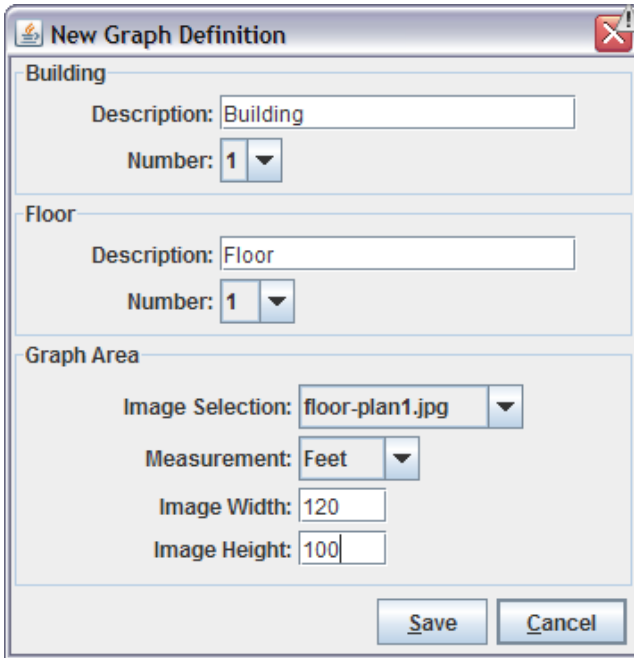 New Graph Definition
Building
Description: Building
Number: 1
Floor
Description: Floor
Number: 1
Graph Area
Image Selection: floor-plan1.jpg
Measurement: Feet
Image Width: 120
Image Height: 100
Save Cancel